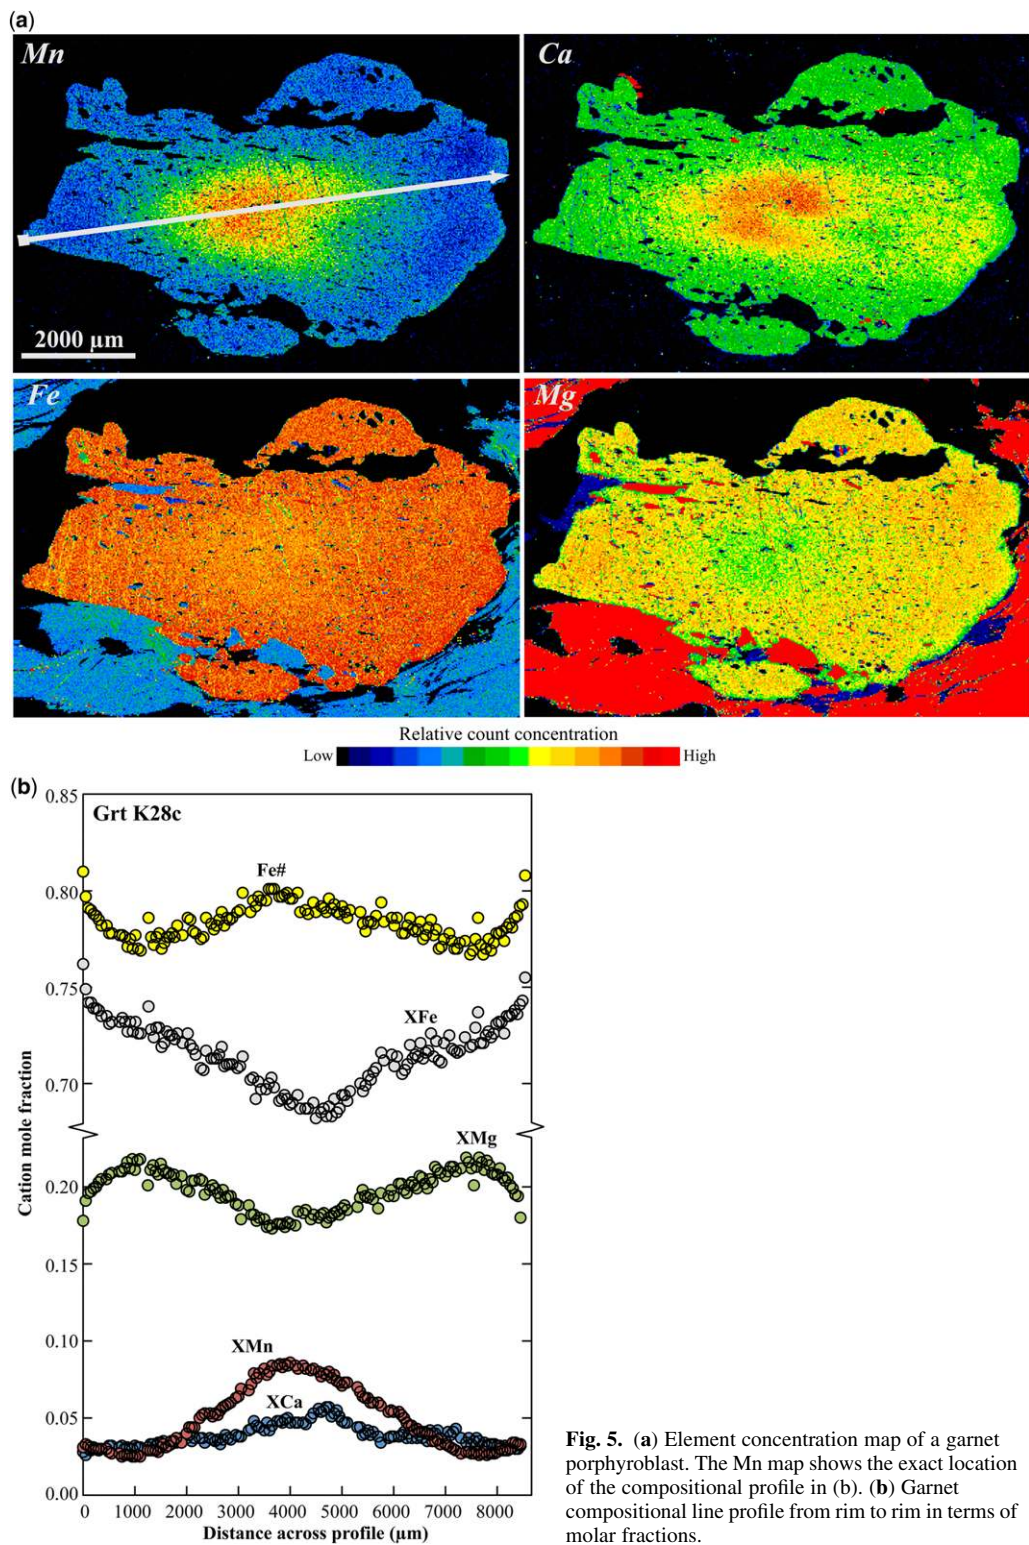 (a)
Mn
Ca
2000 µm
Fe
Mg
Relative count concentration
Low
High
(b)
0.85
Grt K28c
Fe#
0.80
0.75
XFe
0.70
Cation mole fraction
XMg
0.20
0.15
0.10
XMn
XCa
0.05
0.00
0 1000 2000 3000 4000 5000 6000 7000 8000
Distance across profile (µm)
Fig. 5. (a) Element concentration map of a garnet
porphyroblast. The Mn map shows the exact location
of the compositional profile in (b). (b) Garnet
compositional line profile from rim to rim in terms of
molar fractions.